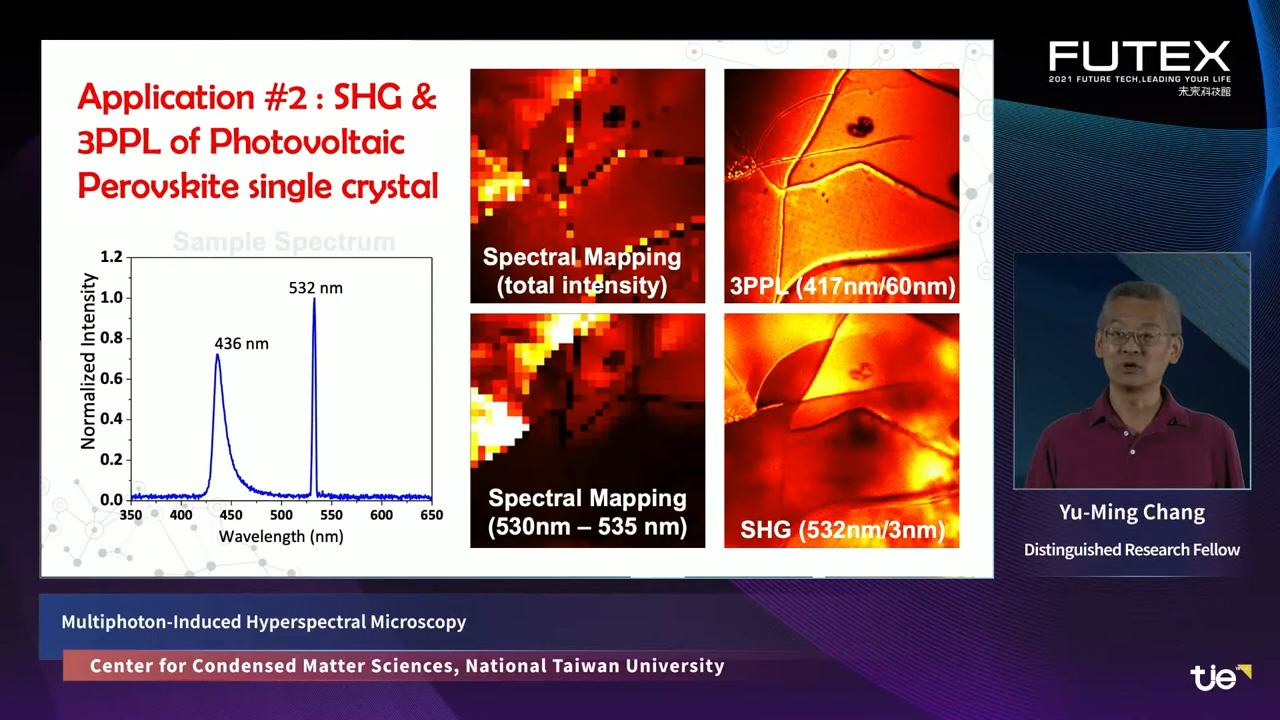 FUTEX
2021 FUTURE TECH,LEADING YOUR LIFE
未來科技館
Application #2 : SHG &
3PPL of Photovoltaic
Perovskite single crystal
Sample Spectrum
1.2
1.0
0.8
0.6
0.4
0.2
0.0
Normalized Intensity
436 nm
532 nm
350
400
450
500
550
600
650
Wavelength (nm)
Spectral Mapping
(total intensity)
3PPL (417nm/60nm)
Spectral Mapping
(530nm – 535 nm)
SHG (532nm/3nm)
Yu-Ming Chang
Distinguished Research Fellow
Multiphoton-Induced Hyperspectral Microscopy
Center for Condensed Matter Sciences, National Taiwan University
tie